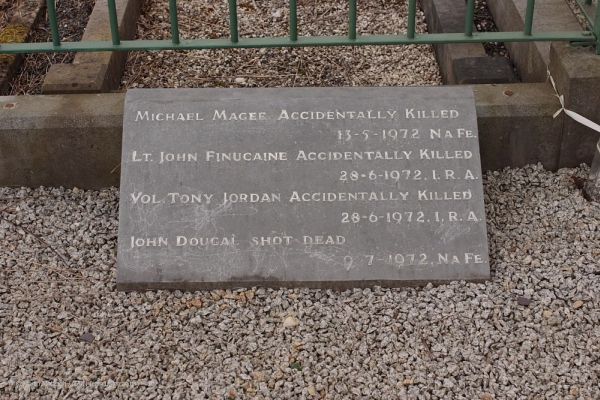 Michael Magee Accidentally Killed
13-5-1972 Na Fe.
Lt. John Finucaine Accidentally Killed
28-6-1972, I.R.A.
Vol. Tony Jordan Accidentally Killed
28-6-1972, I.R.A.
John Dougal Shot Dead
9-7-1972, Na Fe.